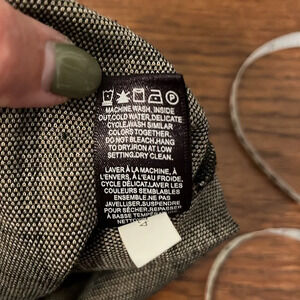 P
MACHINE WASH, INSIDE
OUT,COLD WATER,DELICATE
CYCLE.WASH SIMILAR
COLORS TOGETHER.
DO NOT BLEACH.HANG
TO DRY.IRON AT LOW
SETTING.DRY CLEAN.
LAVER À LA MACHINE, À
L'ENVERS, À L'EAU FROIDE,
CYCLE DÉLICAT.LAVER LES
COULEURS SEMBLABLES
ENSEMBLE.NE PAS
JAVELLISER.SUSPENDRE
POUR SÉCHER.REPASSER
À BASSE
NETTO